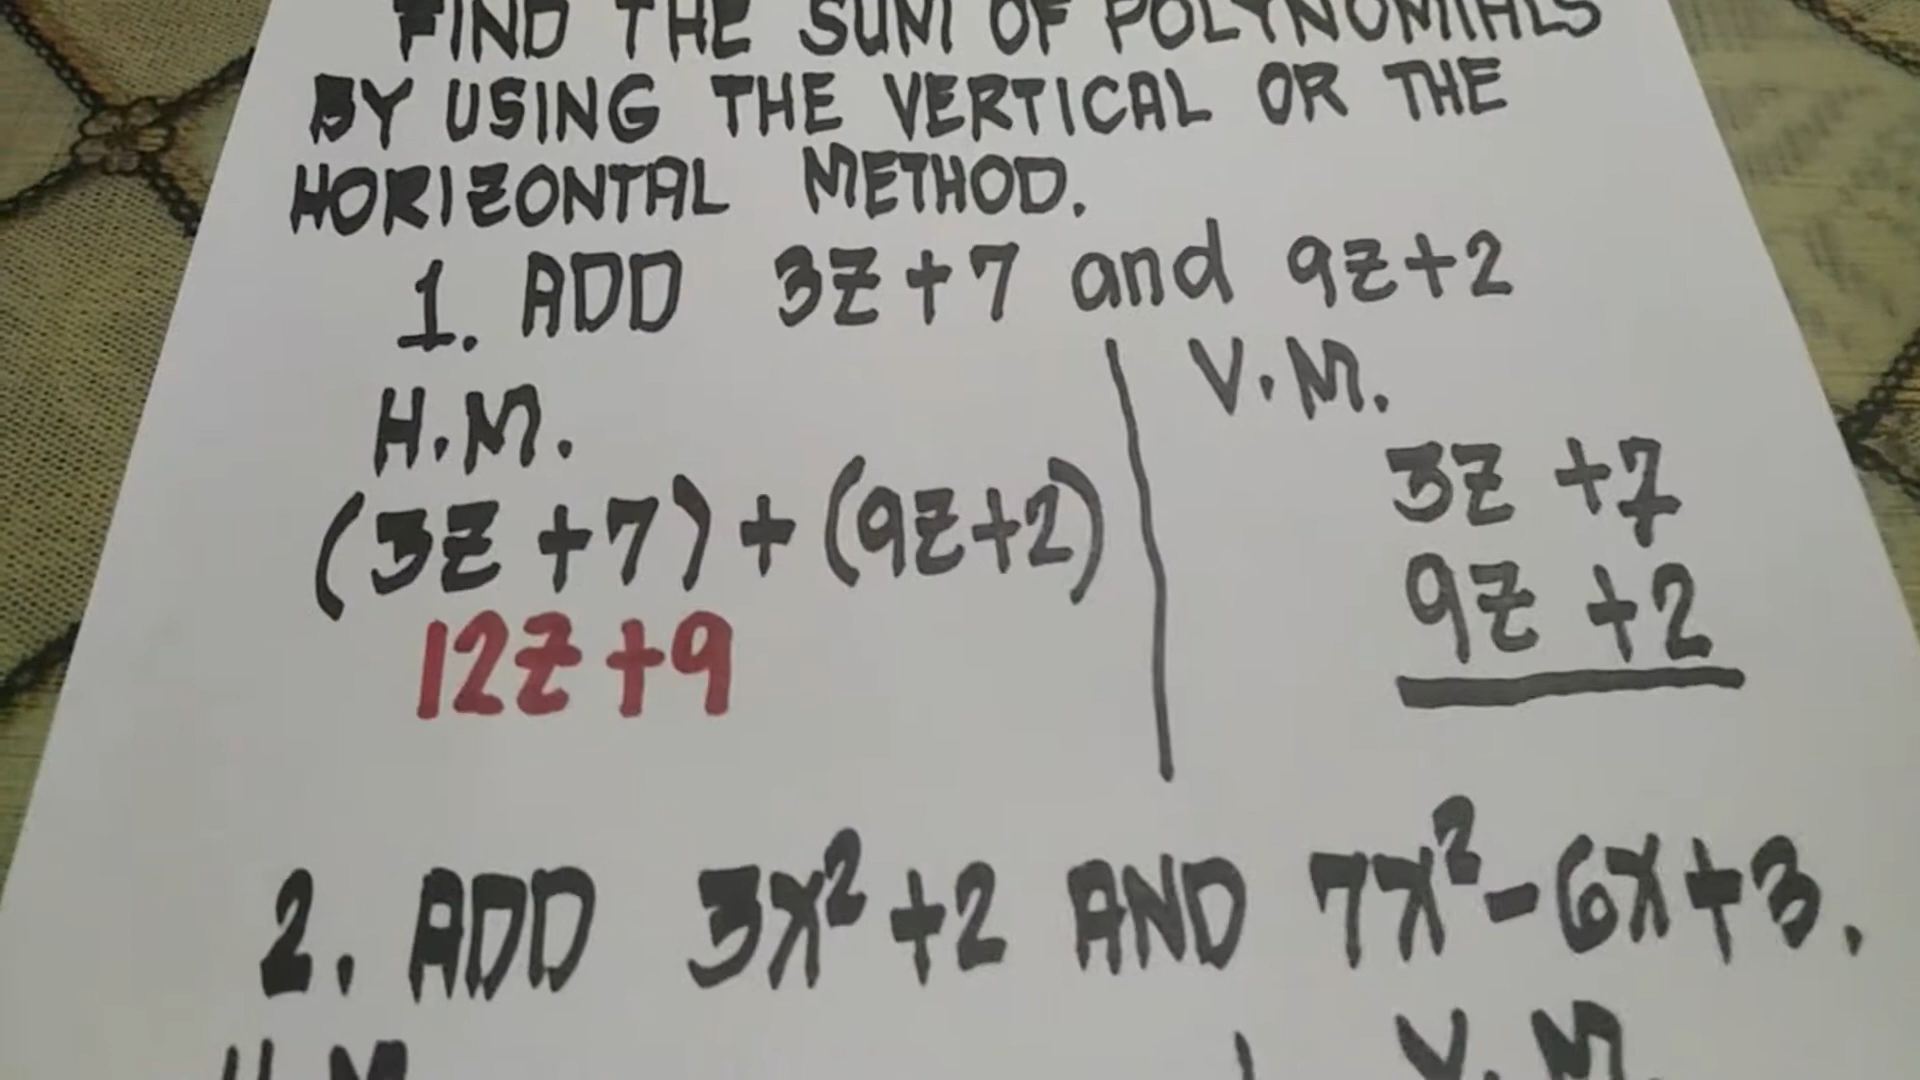 FIND THE SUM OF POLYNOMIALS
BY USING THE VERTICAL OR THE
HORIZONTAL METHOD.
1. ADD 3z+7 and 9z+2
H.M.
(3z+7)+(9z+2)
12z+9
V.M.
3z +7
9z +2
2. ADD 3x²+2 AND 7x²-6x+3.
H.M
V.M.